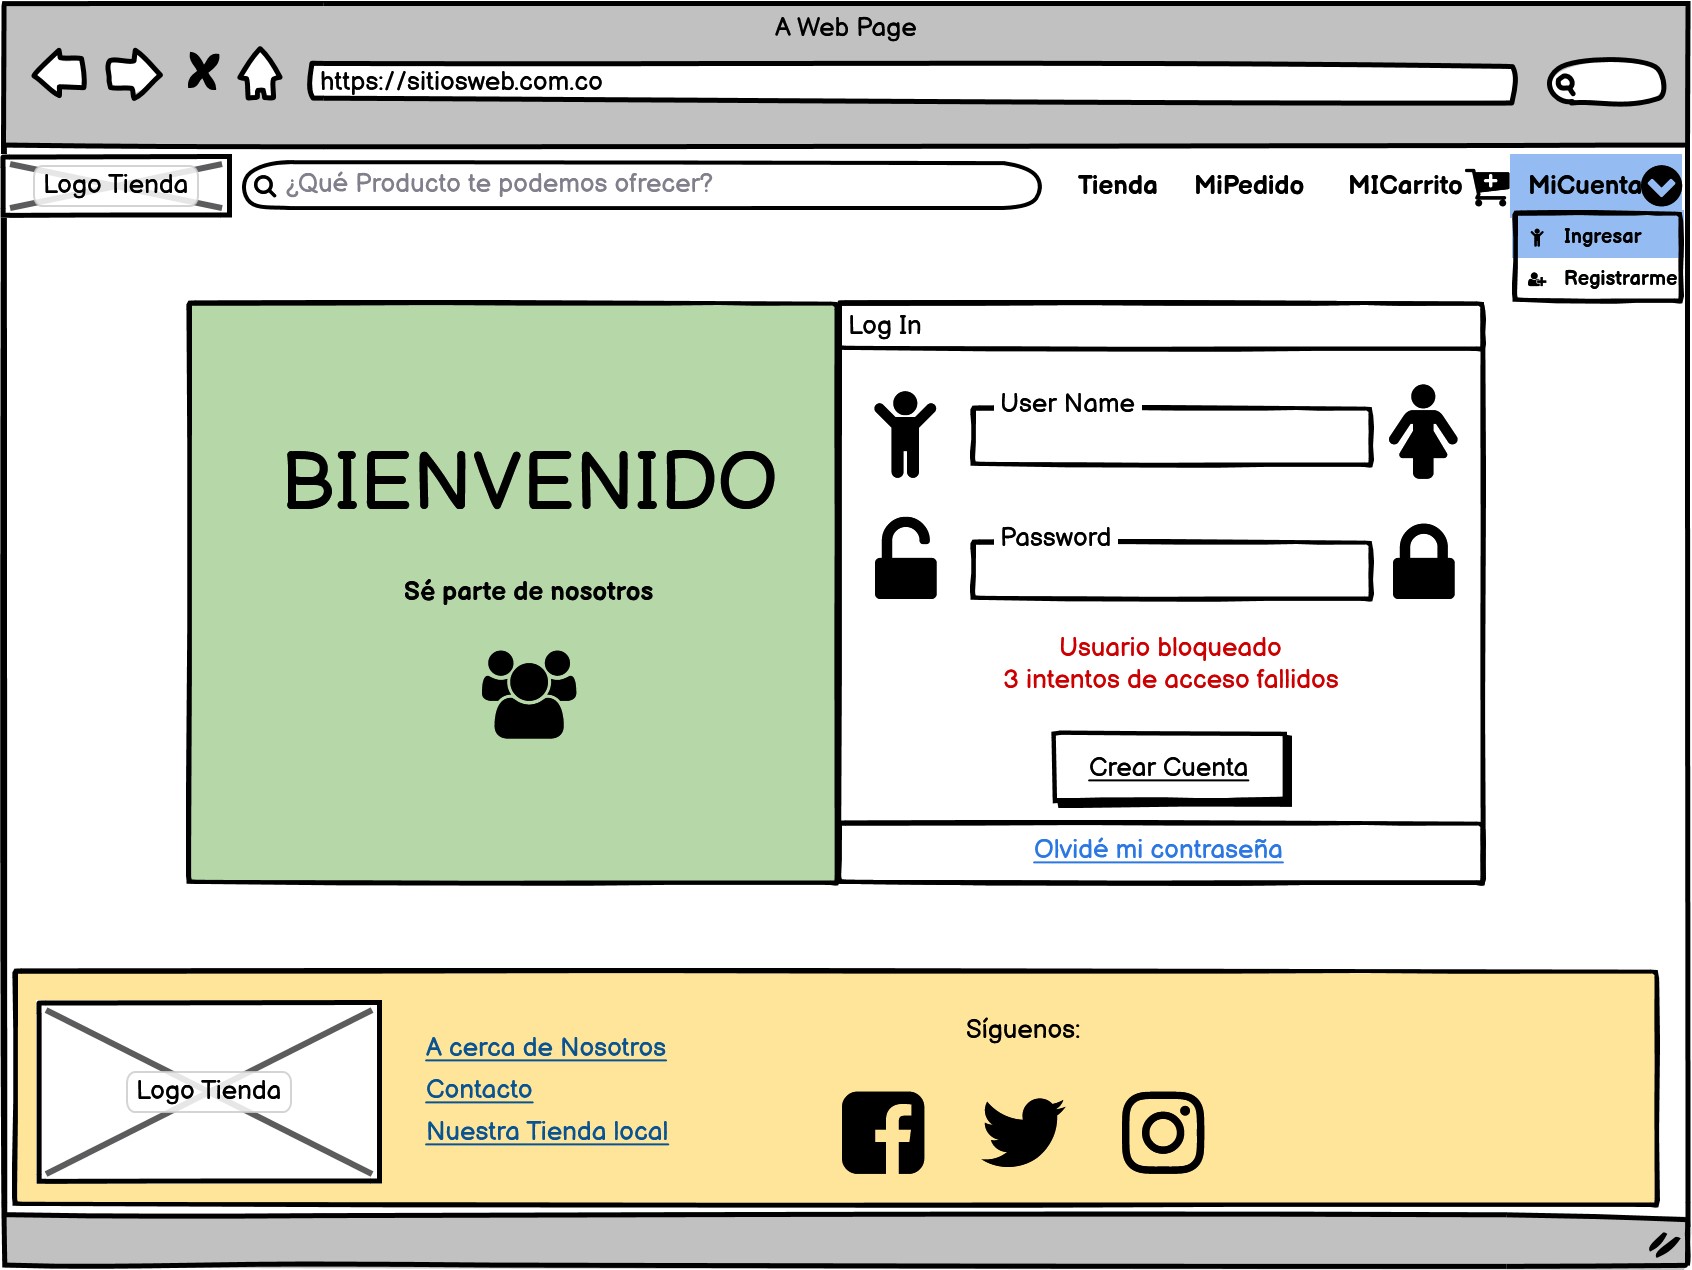 A Web Page
https://sitiosweb.com.co
Logo Tienda
¿Qué Producto te podemos ofrecer?
Tienda
MiPedido
MICarrito
MiCuenta
Ingresar
Registrarme
BIENVENIDO
Sé parte de nosotros
Log In
User Name
Password
Usuario bloqueado
3 intentos de acceso fallidos
Crear Cuenta
Olvidé mi contraseña
Logo Tienda
A cerca de Nosotros
Contacto
Nuestra Tienda local
Síguenos: